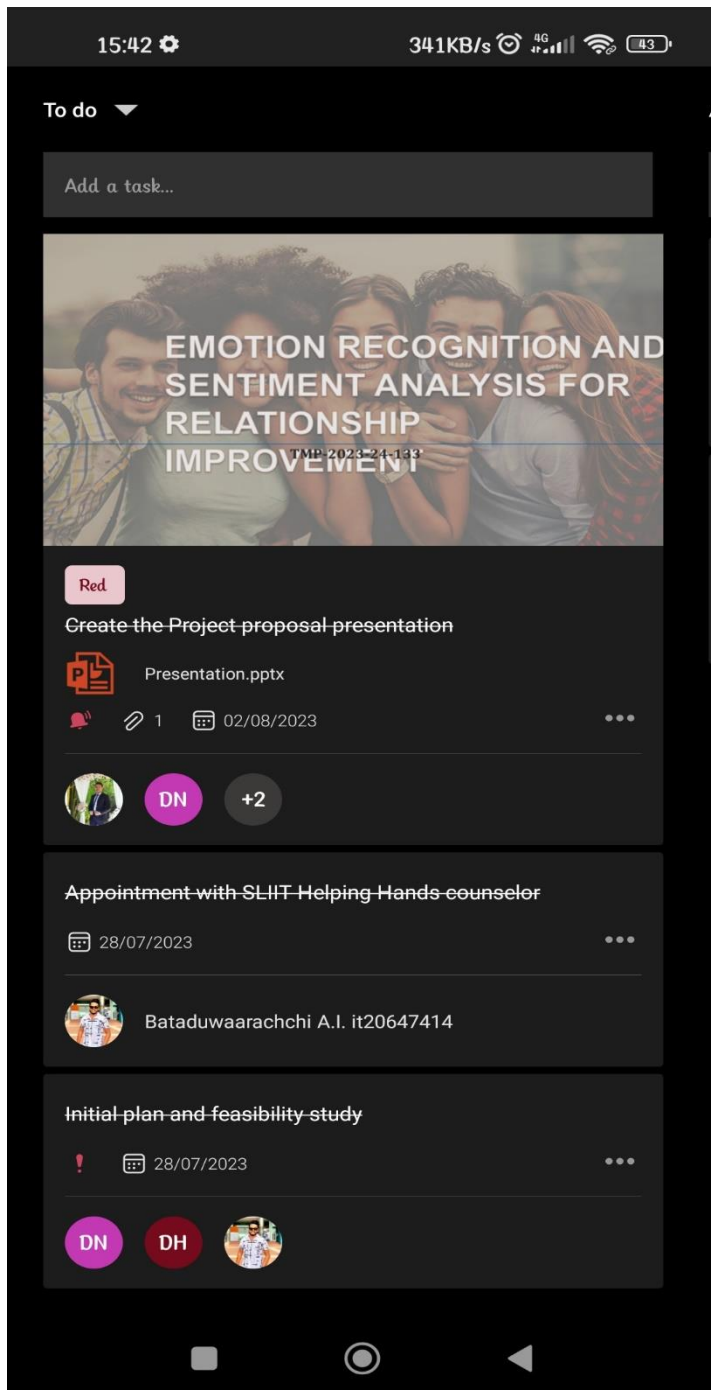 15:42 341KB/s 4G 43
To do
Add a task...
EMOTION RECOGNITION AND
SENTIMENT ANALYSIS FOR
RELATIONSHIP
IMPROVEMENT
TMP-2023-24-133
Red
Create the Project proposal presentation
P Presentation.pptx
1 02/08/2023
DN +2
Appointment with SLIIT Helping Hands counselor
28/07/2023
Bataduwaarachchi A.I. it20647414
Initial plan and feasibility study
28/07/2023
DN DH